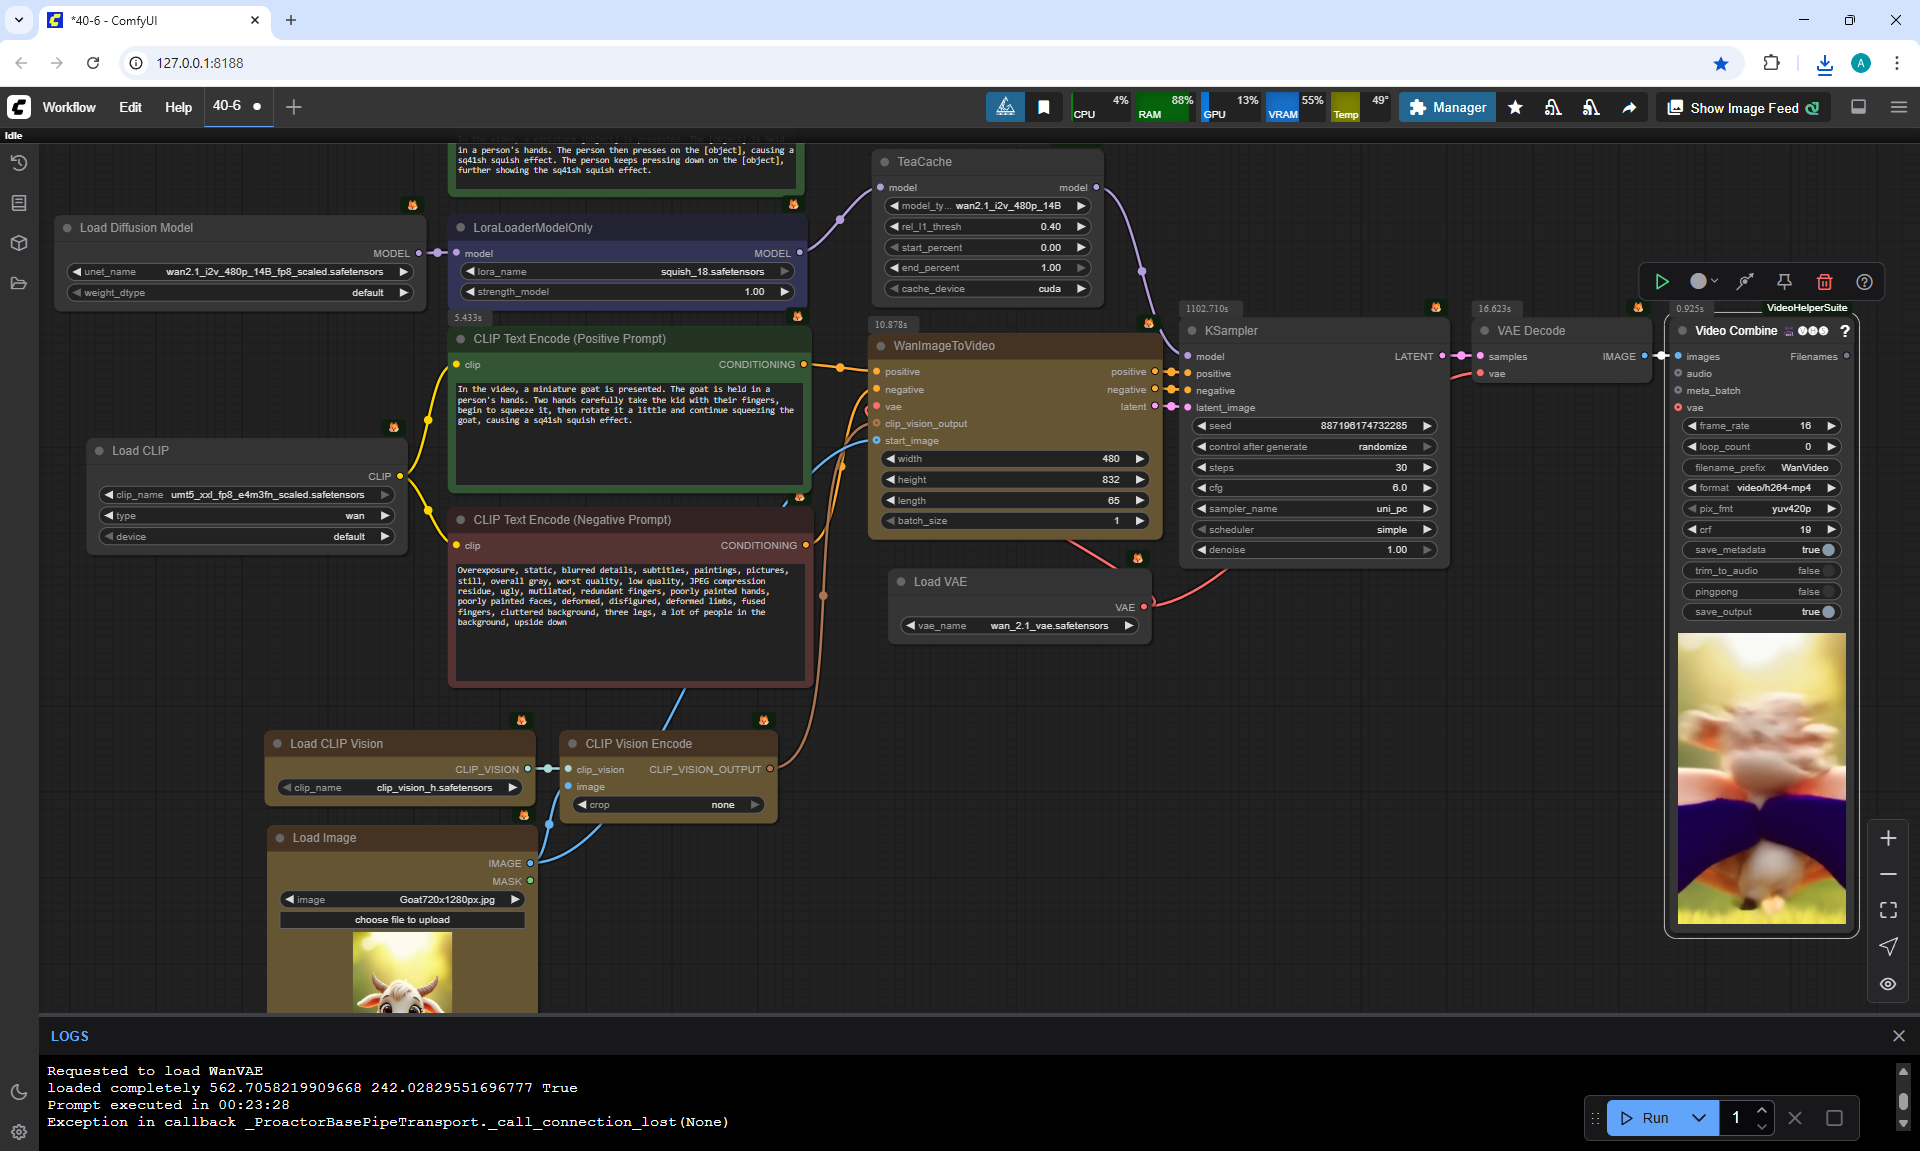 *40-6 - ComfyUI
127.0.0.1:8188
Workflow Edit Help 40-6
CPU 4% RAM 88% GPU 13% VRAM 55% Temp 49°
Manager
Show Image Feed
Idle
in a person's hands. The person then presses on the [object], causing a
sq41sh squish effect. The person keeps pressing down on the [object],
further showing the sq41sh squish effect.
Load Diffusion Model
MODEL
unet_name wan2.1_i2v_480p_14B_fp8_scaled.safetensors
weight_dtype default
LoraLoaderModelOnly
model MODEL
lora_name squish_18.safetensors
strength_model 1.00
TeaCache
model model
model_ty... wan2.1_i2v_480p_14B
rel_l1_thresh 0.40
start_percent 0.00
end_percent 1.00
cache_device cuda
5.433s
CLIP Text Encode (Positive Prompt)
clip CONDITIONING
In the video, a miniature goat is presented. The goat is held in a
person's hands. Two hands carefully take the kid with their fingers,
begin to squeeze it, then rotate it a little and continue squeezing the
goat, causing a sq41sh squish effect.
Load CLIP
CLIP
clip_name umt5_xxl_fp8_e4m3fn_scaled.safetensors
type wan
device default
CLIP Text Encode (Negative Prompt)
clip CONDITIONING
Overexposure, static, blurred details, subtitles, paintings, pictures,
still, overall gray, worst quality, low quality, JPEG compression
residue, ugly, mutilated, redundant fingers, poorly painted hands,
poorly painted faces, deformed, disfigured, deformed limbs, fused
fingers, cluttered background, three legs, a lot of people in the
background, upside down
10.878s
WanImageToVideo
positive positive
negative negative
vae latent
clip_vision_output
start_image
width 480
height 832
length 65
batch_size 1
Load VAE
VAE
vae_name wan_2.1_vae.safetensors
1102.710s
KSampler
model LATENT
positive
negative
latent_image
seed 887196174732285
control after generate randomize
steps 30
cfg 6.0
sampler_name uni_pc
scheduler simple
denoise 1.00
16.623s
VAE Decode
samples IMAGE
vae
0.925s VideoHelperSuite
Video Combine VHS ?
images Filenames
audio
meta_batch
vae
frame_rate 16
loop_count 0
filename_prefix WanVideo
format video/h264-mp4
pix_fmt yuv420p
crf 19
save_metadata true
trim_to_audio false
pingpong false
save_output true
Load CLIP Vision
CLIP_VISION
clip_name clip_vision_h.safetensors
CLIP Vision Encode
clip_vision CLIP_VISION_OUTPUT
image
crop none
Load Image
IMAGE
MASK
image Goat720x1280px.jpg
choose file to upload
LOGS
Requested to load WanVAE
loaded completely 562.7058219909668 242.02829551696777 True
Prompt executed in 00:23:28
Exception in callback _ProactorBasePipeTransport._call_connection_lost(None)
Run 1